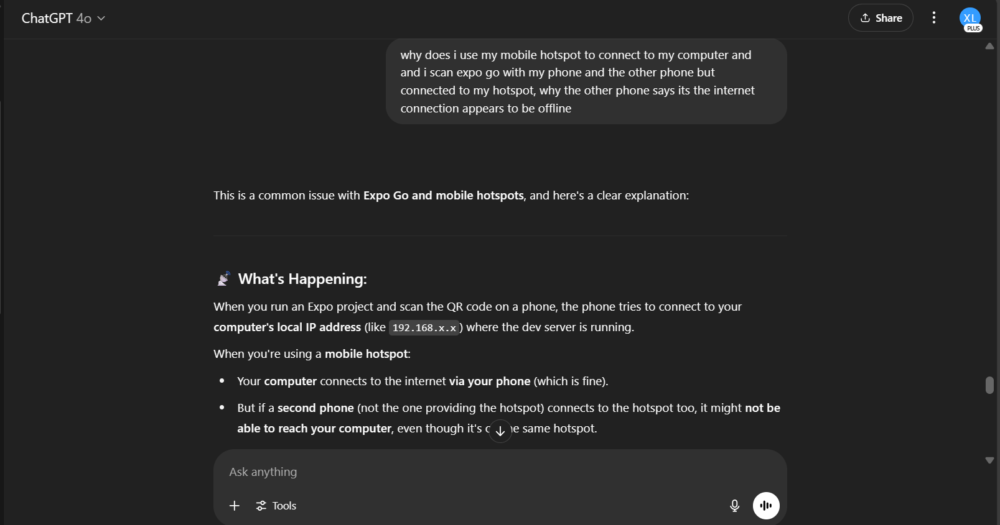 ChatGPT 4o
Share
XL
PLUS
why does i use my mobile hotspot to connect to my computer and
and i scan expo go with my phone and the other phone but
connected to my hotspot, why the other phone says its the internet
connection appears to be offline
This is a common issue with Expo Go and mobile hotspots, and here's a clear explanation:
What's Happening:
When you run an Expo project and scan the QR code on a phone, the phone tries to connect to your
computer's local IP address (like 192.168.x.x) where the dev server is running.
When you're using a mobile hotspot:
• Your computer connects to the internet via your phone (which is fine).
• But if a second phone (not the one providing the hotspot) connects to the hotspot too, it might not be
able to reach your computer, even though it's same hotspot.
Ask anything
Tools